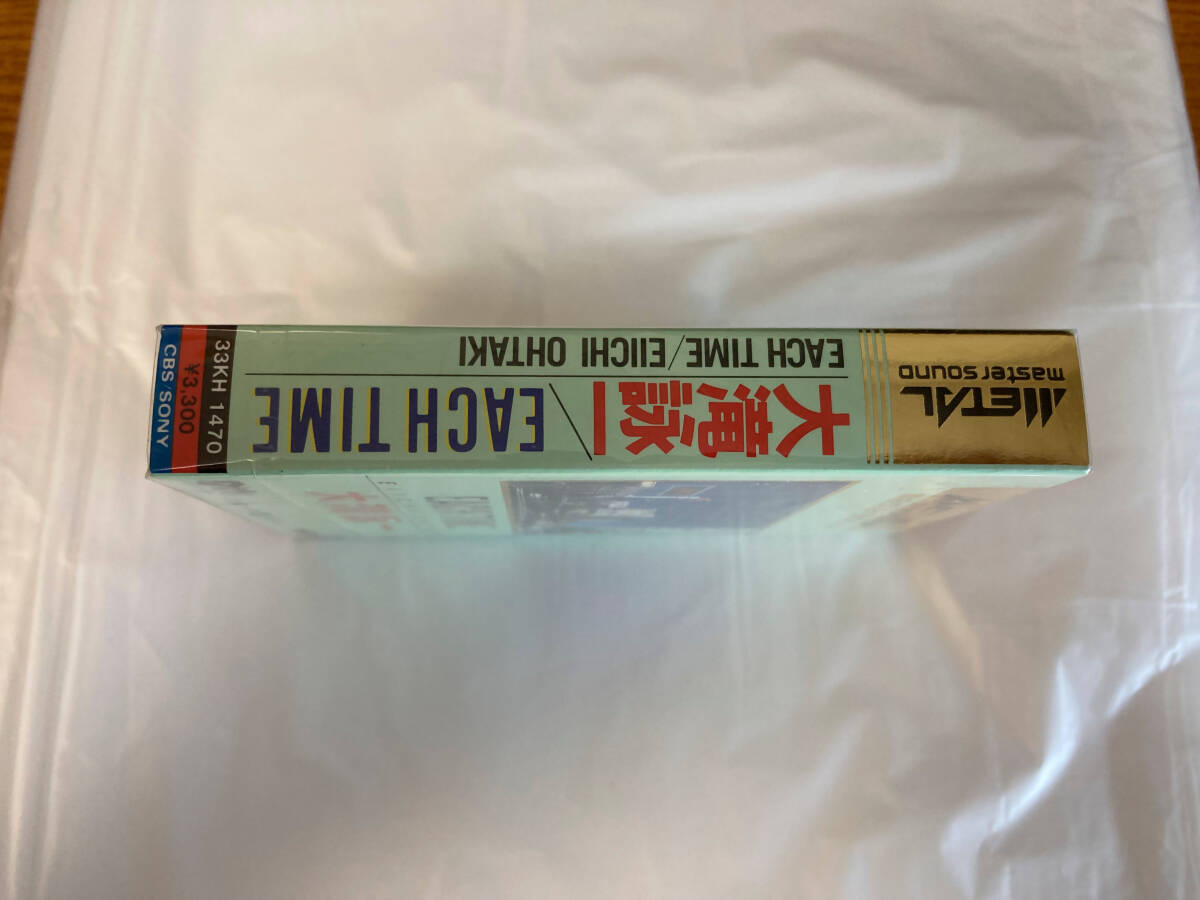 METAL
master sound
大滝詠一/EACH TIME
EACH TIME/EIICHI OHTAKI
33KH 1470
¥3,300
CBS/SONY